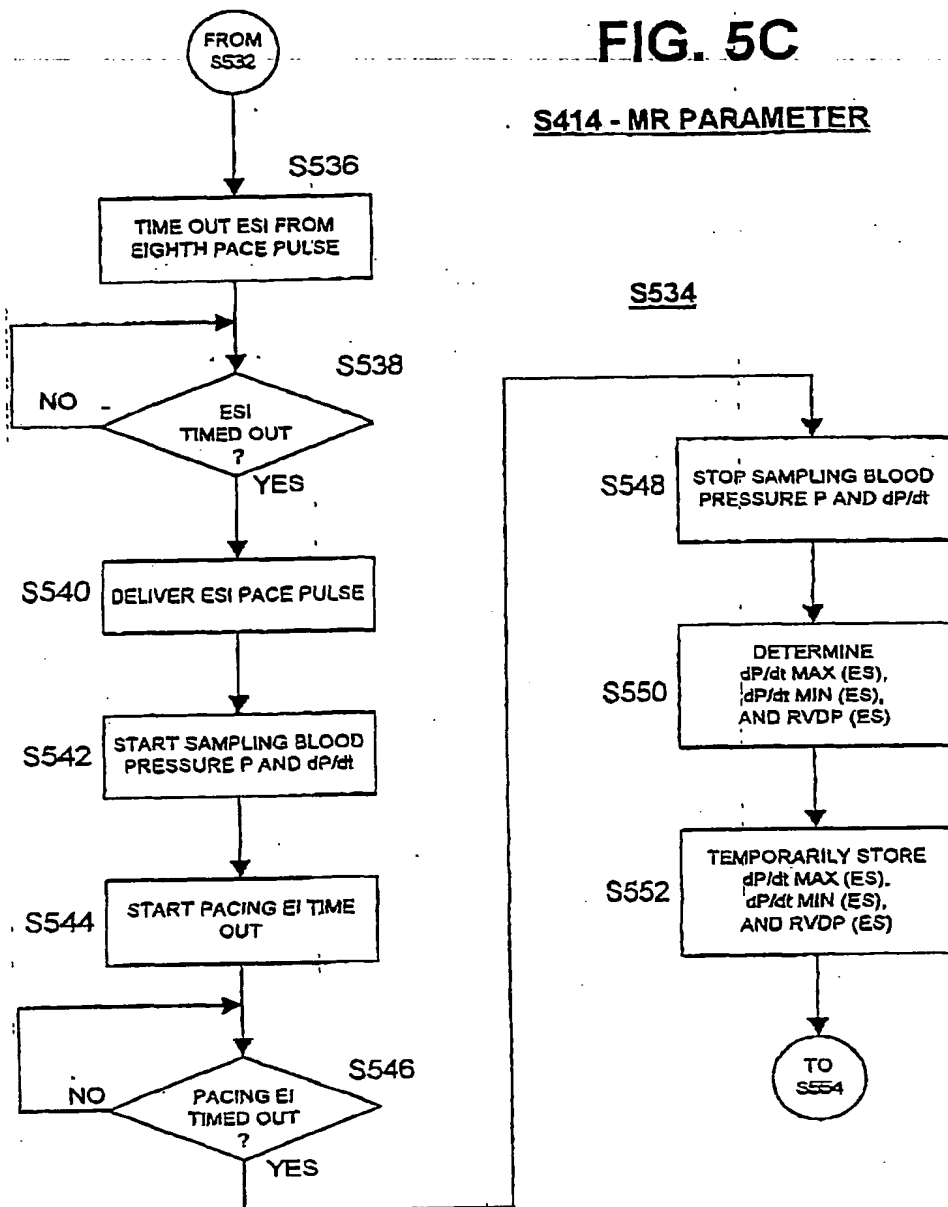 FIG. 5C
S414 - MR PARAMETER
FROM
S532
S536
TIME OUT ESI FROM
EIGHTH PACE PULSE
S538
NO
ESI
TIMED OUT
?
YES
S540
DELIVER ESI PACE PULSE
S542
START SAMPLING BLOOD
PRESSURE P AND dP/dt
S544
START PACING EI TIME
OUT
S546
NO
PACING EI
TIMED OUT
?
YES
S534
S548
STOP SAMPLING BLOOD
PRESSURE P AND dP/dt
S550
DETERMINE
dP/dt MAX (ES),
dP/dt MIN (ES),
AND RVDP (ES)
S552
TEMPORARILY STORE
dP/dt MAX (ES),
dP/dt MIN (ES),
AND RVDP (ES)
TO
S554